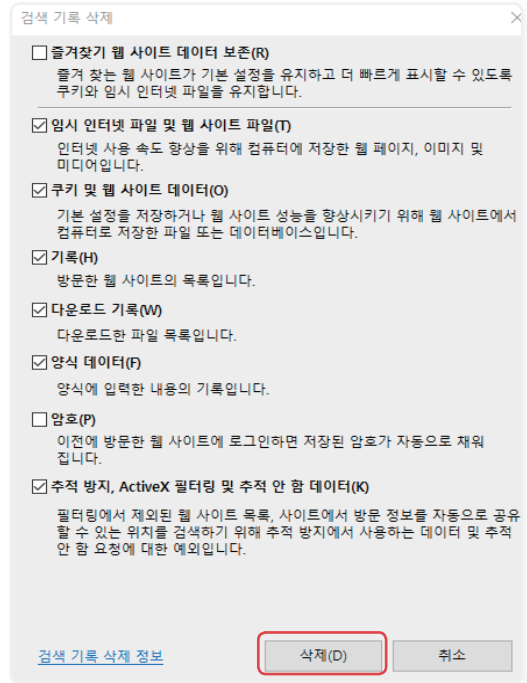 검색 기록 삭제
즐겨찾기 웹 사이트 데이터 보존(R)
즐겨 찾는 웹 사이트가 기본 설정을 유지하고 더 빠르게 표시할 수 있도록
쿠키와 임시 인터넷 파일을 유지합니다.
임시 인터넷 파일 및 웹 사이트 파일(T)
인터넷 사용 속도 향상을 위해 컴퓨터에 저장한 웹 페이지, 이미지 및
미디어입니다.
쿠키 및 웹 사이트 데이터(O)
기본 설정을 저장하거나 웹 사이트 성능을 향상시키기 위해 웹 사이트에서
컴퓨터로 저장한 파일 또는 데이터베이스입니다.
기록(H)
방문한 웹 사이트의 목록입니다.
다운로드 기록(W)
다운로드한 파일 목록입니다.
양식 데이터(F)
양식에 입력한 내용의 기록입니다.
암호(P)
이전에 방문한 웹 사이트에 로그인하면 저장된 암호가 자동으로 채워
집니다.
추적 방지, ActiveX 필터링 및 추적 안 함 데이터(K)
필터링에서 제외된 웹 사이트 목록, 사이트에서 방문 정보를 자동으로 공유
할 수 있는 위치를 검색하기 위해 추적 방지에서 사용하는 데이터 및 추적
안 함 요청에 대한 예외입니다.
검색 기록 삭제 정보
삭제(D)
취소